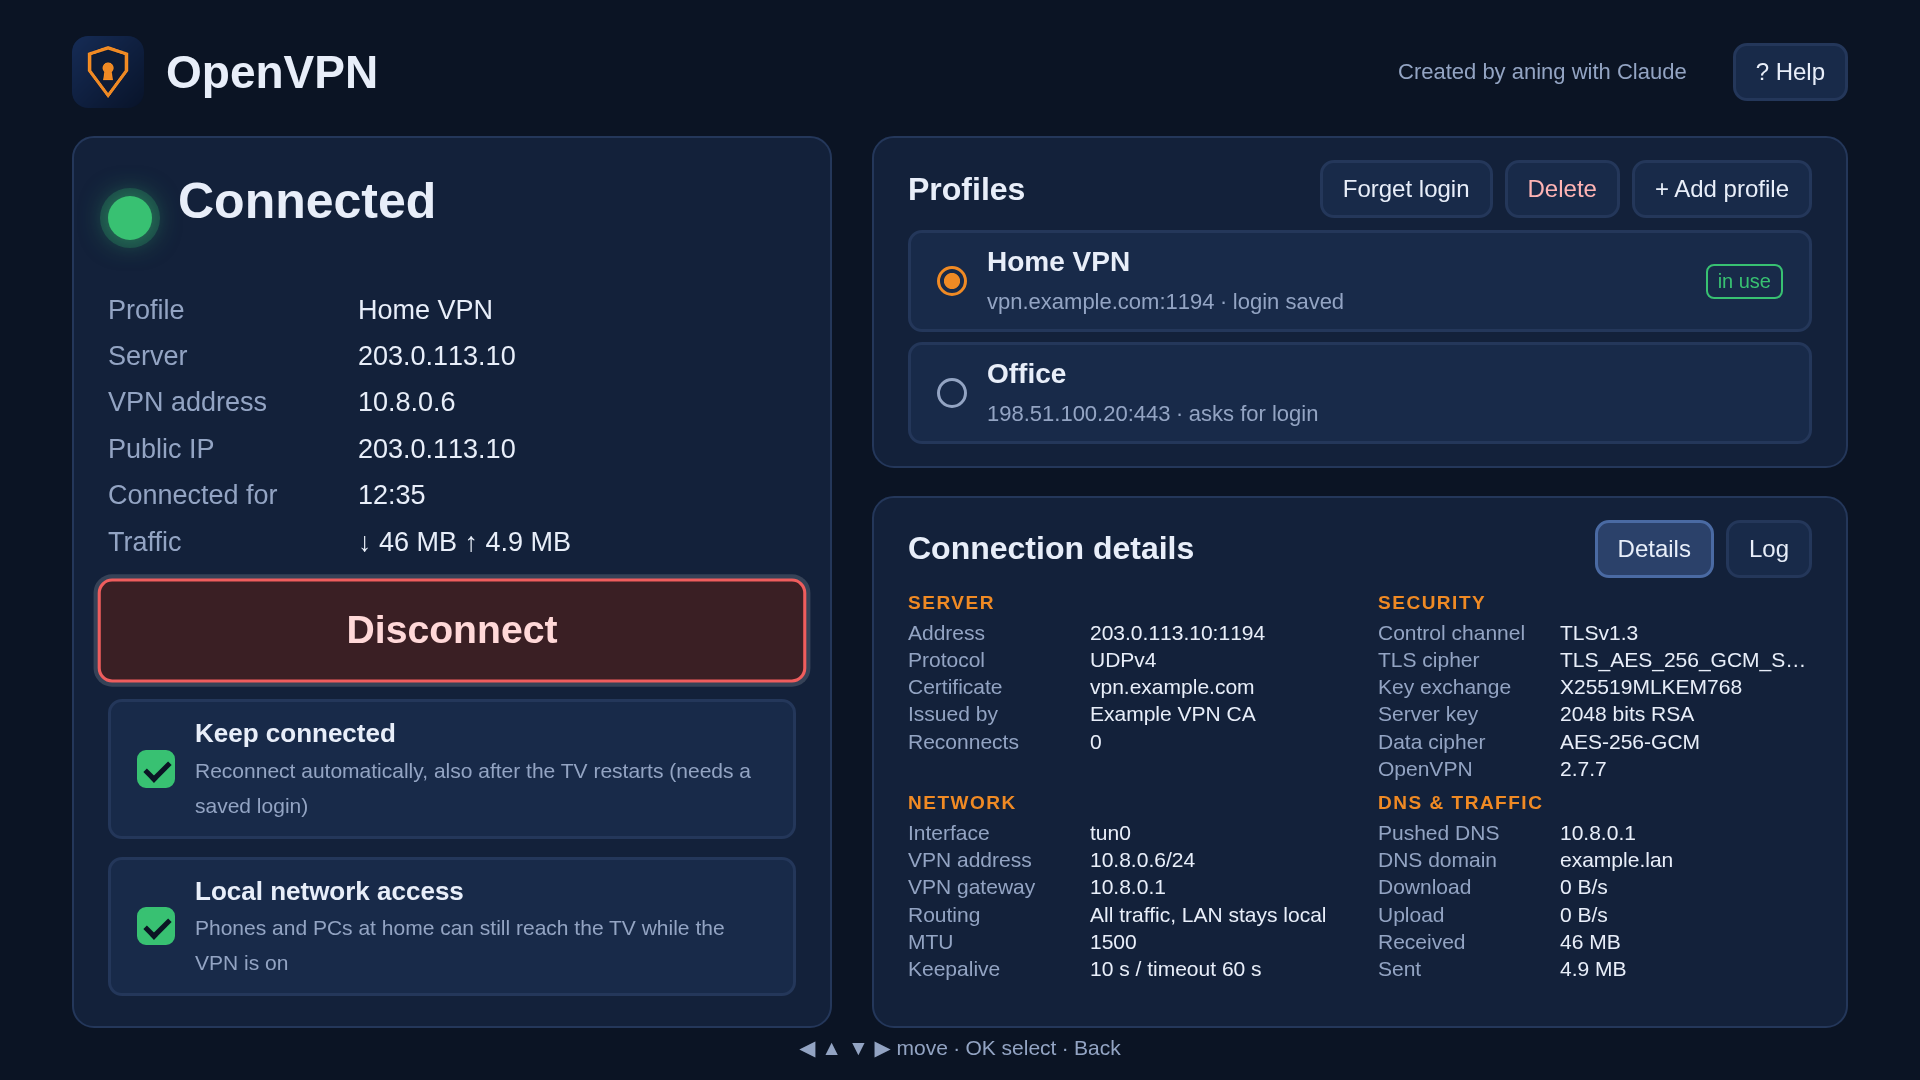 OpenVPN
Created by aning with Claude
? Help
Connected
Profile Home VPN
Server 203.0.113.10
VPN address 10.8.0.6
Public IP 203.0.113.10
Connected for 12:35
Traffic ↓ 46 MB ↑ 4.9 MB
Disconnect
Keep connected
Reconnect automatically, also after the TV restarts (needs a
saved login)
Local network access
Phones and PCs at home can still reach the TV while the
VPN is on
Profiles
Forget login
Delete
+ Add profile
Home VPN
vpn.example.com:1194 · login saved
in use
Office
198.51.100.20:443 · asks for login
Connection details
Details
Log
SERVER
Address 203.0.113.10:1194
Protocol UDPv4
Certificate vpn.example.com
Issued by Example VPN CA
Reconnects 0
SECURITY
Control channel TLSv1.3
TLS cipher TLS_AES_256_GCM_S…
Key exchange X25519MLKEM768
Server key 2048 bits RSA
Data cipher AES-256-GCM
OpenVPN 2.7.7
NETWORK
Interface tun0
VPN address 10.8.0.6/24
VPN gateway 10.8.0.1
Routing All traffic, LAN stays local
MTU 1500
Keepalive 10 s / timeout 60 s
DNS & TRAFFIC
Pushed DNS 10.8.0.1
DNS domain example.lan
Download 0 B/s
Upload 0 B/s
Received 46 MB
Sent 4.9 MB
◀ ▲ ▼ ▶ move · OK select · Back